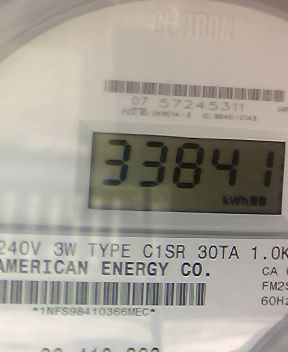 CENTRON
07 57245311
33841
kWh
240V 3W TYPE C1SR 30TA 1.0K
AMERICAN ENERGY CO.
CA
FM2S
60Hz
*1NFS98410366MEC*